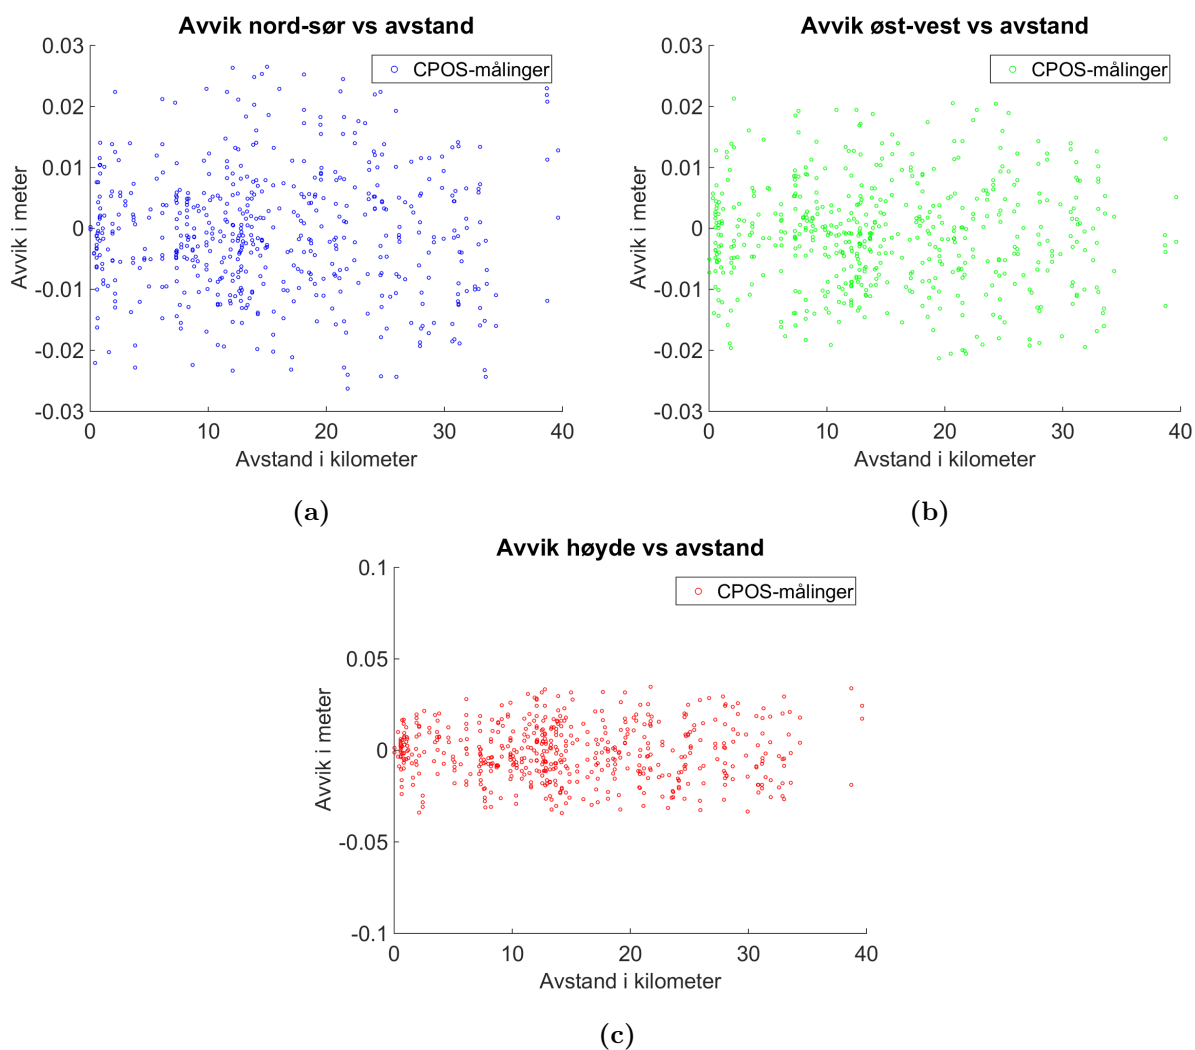 Avvik nord-sør vs avstand
0.03
0.02
0.01
0
-0.01
-0.02
-0.03
Avvik i meter
CPOS-målinger
0 10 20 30 40
Avstand i kilometer
(a)
Avvik øst-vest vs avstand
0.03
0.02
0.01
0
-0.01
-0.02
-0.03
Avvik i meter
CPOS-målinger
0 10 20 30 40
Avstand i kilometer
(b)
Avvik høyde vs avstand
0.1
0.05
0
-0.05
-0.1
Avvik i meter
CPOS-målinger
0 10 20 30 40
Avstand i kilometer
(c)